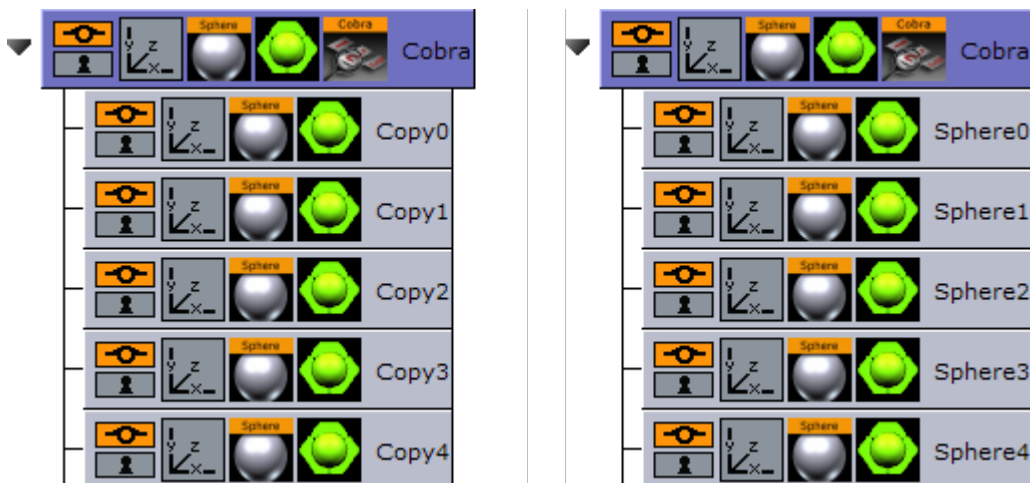 Sphere Cobra Cobra
y z x Sphere Copy0
y z x Sphere Copy1
y z x Sphere Copy2
y z x Sphere Copy3
y z x Sphere Copy4
Sphere Cobra Cobra
y z x Sphere Sphere0
y z x Sphere Sphere1
y z x Sphere Sphere2
y z x Sphere Sphere3
y z x Sphere Sphere4